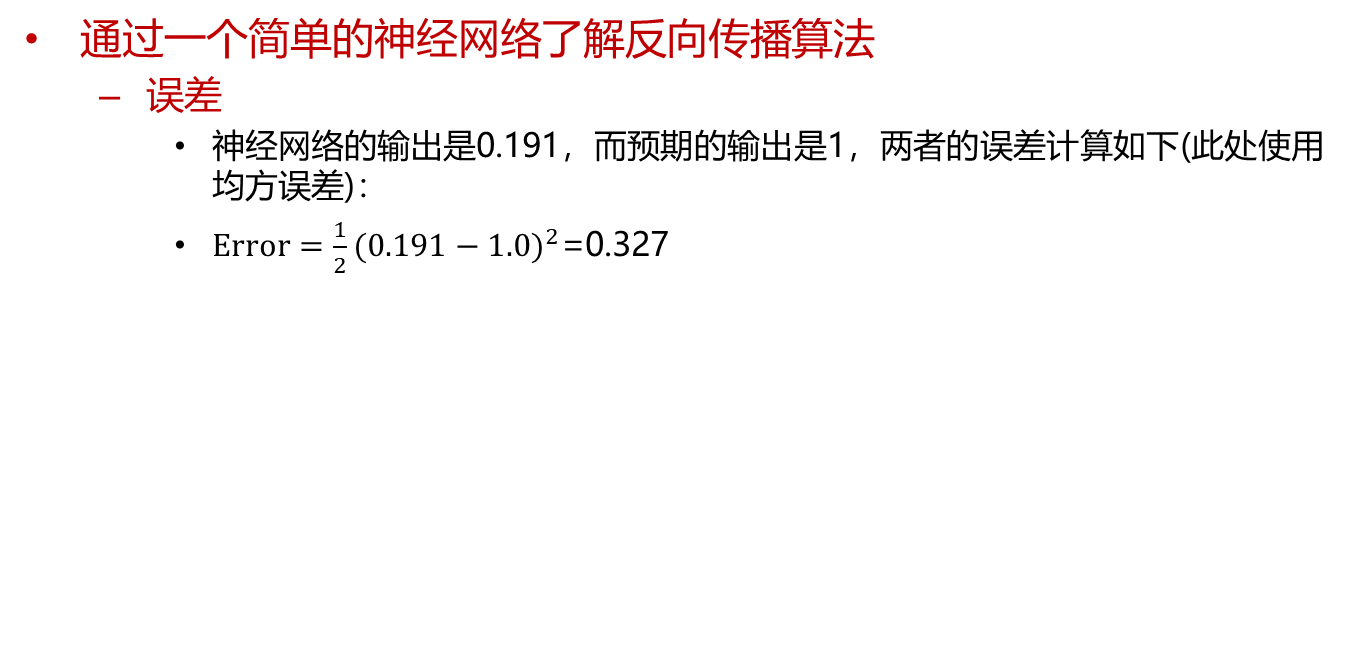 • 通过一个简单的神经网络了解反向传播算法
– 误差
• 神经网络的输出是0.191，而预期的输出是1，两者的误差计算如下(此处使用
均方误差)：
• Error = 1/2 (0.191 − 1.0)²=0.327